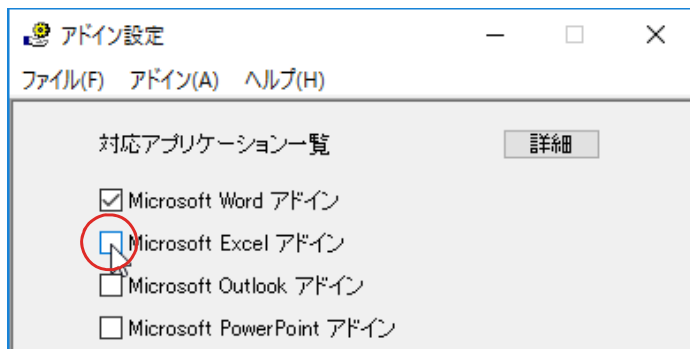 アドイン設定
ファイル(F) アドイン(A) ヘルプ(H)
対応アプリケーション一覧 詳細
Microsoft Word アドイン
Microsoft Excel アドイン
Microsoft Outlook アドイン
Microsoft PowerPoint アドイン